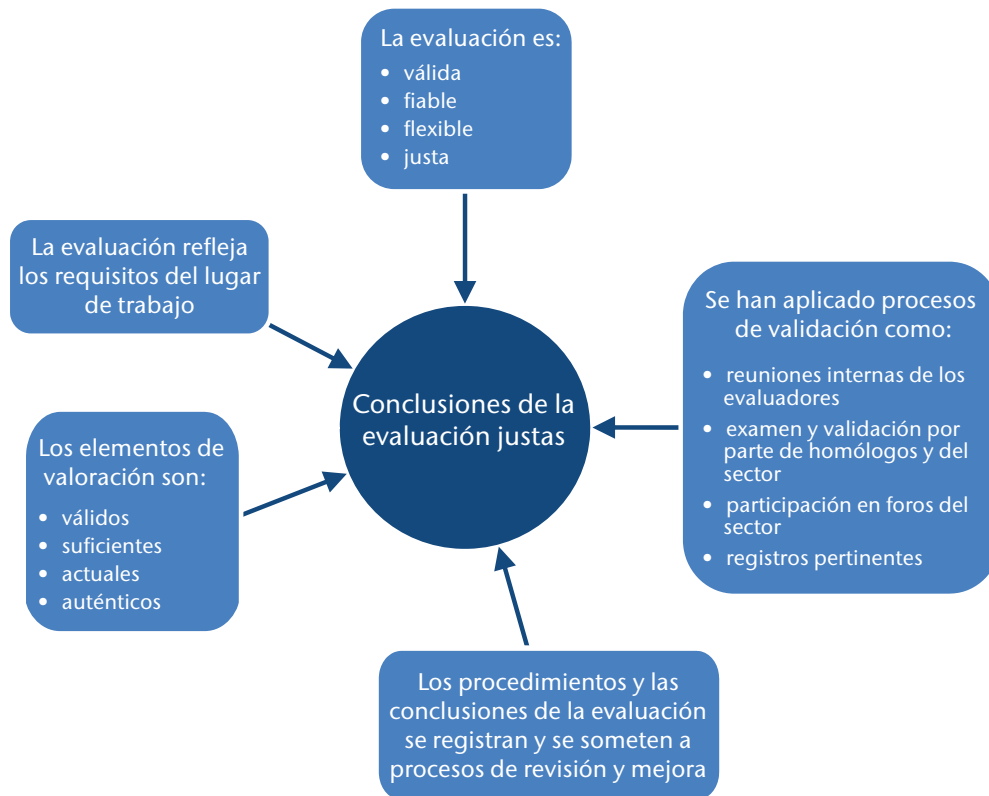 La evaluación es:
• válida
• fiable
• flexible
• justa
La evaluación refleja
los requisitos del lugar
de trabajo
Se han aplicado procesos
de validación como:
• reuniones internas de los
evaluadores
• examen y validación por
parte de homólogos y del
sector
• participación en foros del
sector
• registros pertinentes
Conclusiones de la
evaluación justas
Los elementos de
valoración son:
• válidos
• suficientes
• actuales
• auténticos
Los procedimientos y las
conclusiones de la evaluación
se registran y se someten a
procesos de revisión y mejora